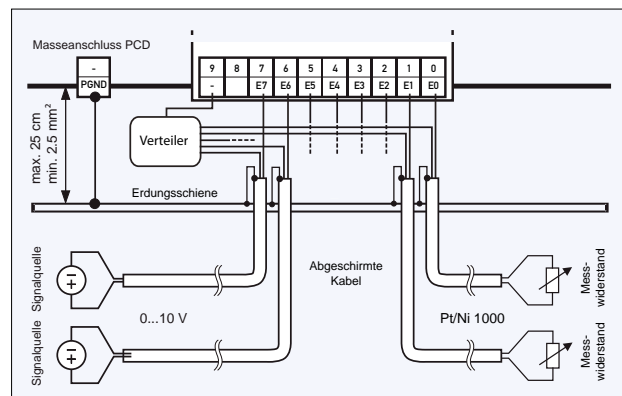 Masseanschluss PCD
-
PGND
9 8 7 6 5 4 3 2 1 0
- E7 E6 E5 E4 E3 E2 E1 E0
max. 25 cm
min. 2.5 mm²
Verteiler
Erdungsschiene
Signalquelle
0...10 V
Abgeschirmte
Kabel
Pt/Ni 1000
Mess-
widerstand
Signalquelle
Mess-
widerstand